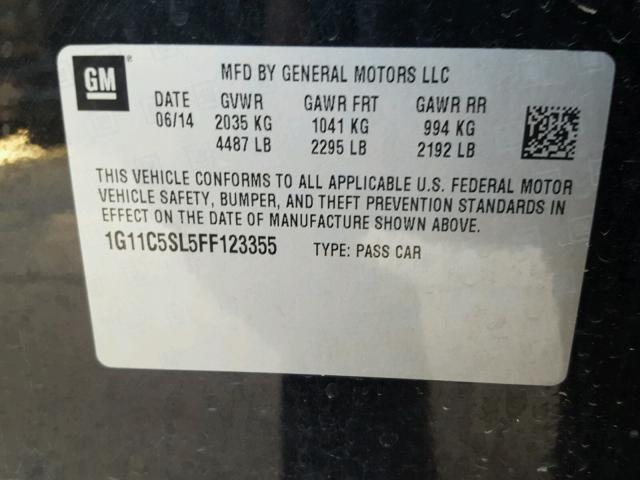 GM
MFD BY GENERAL MOTORS LLC
DATE GVWR GAWR FRT GAWR RR
06/14 2035 KG 1041 KG 994 KG
4487 LB 2295 LB 2192 LB
THIS VEHICLE CONFORMS TO ALL APPLICABLE U.S. FEDERAL MOTOR
VEHICLE SAFETY, BUMPER, AND THEFT PREVENTION STANDARDS IN
EFFECT ON THE DATE OF MANUFACTURE SHOWN ABOVE.
1G11C5SL5FF123355 TYPE: PASS CAR